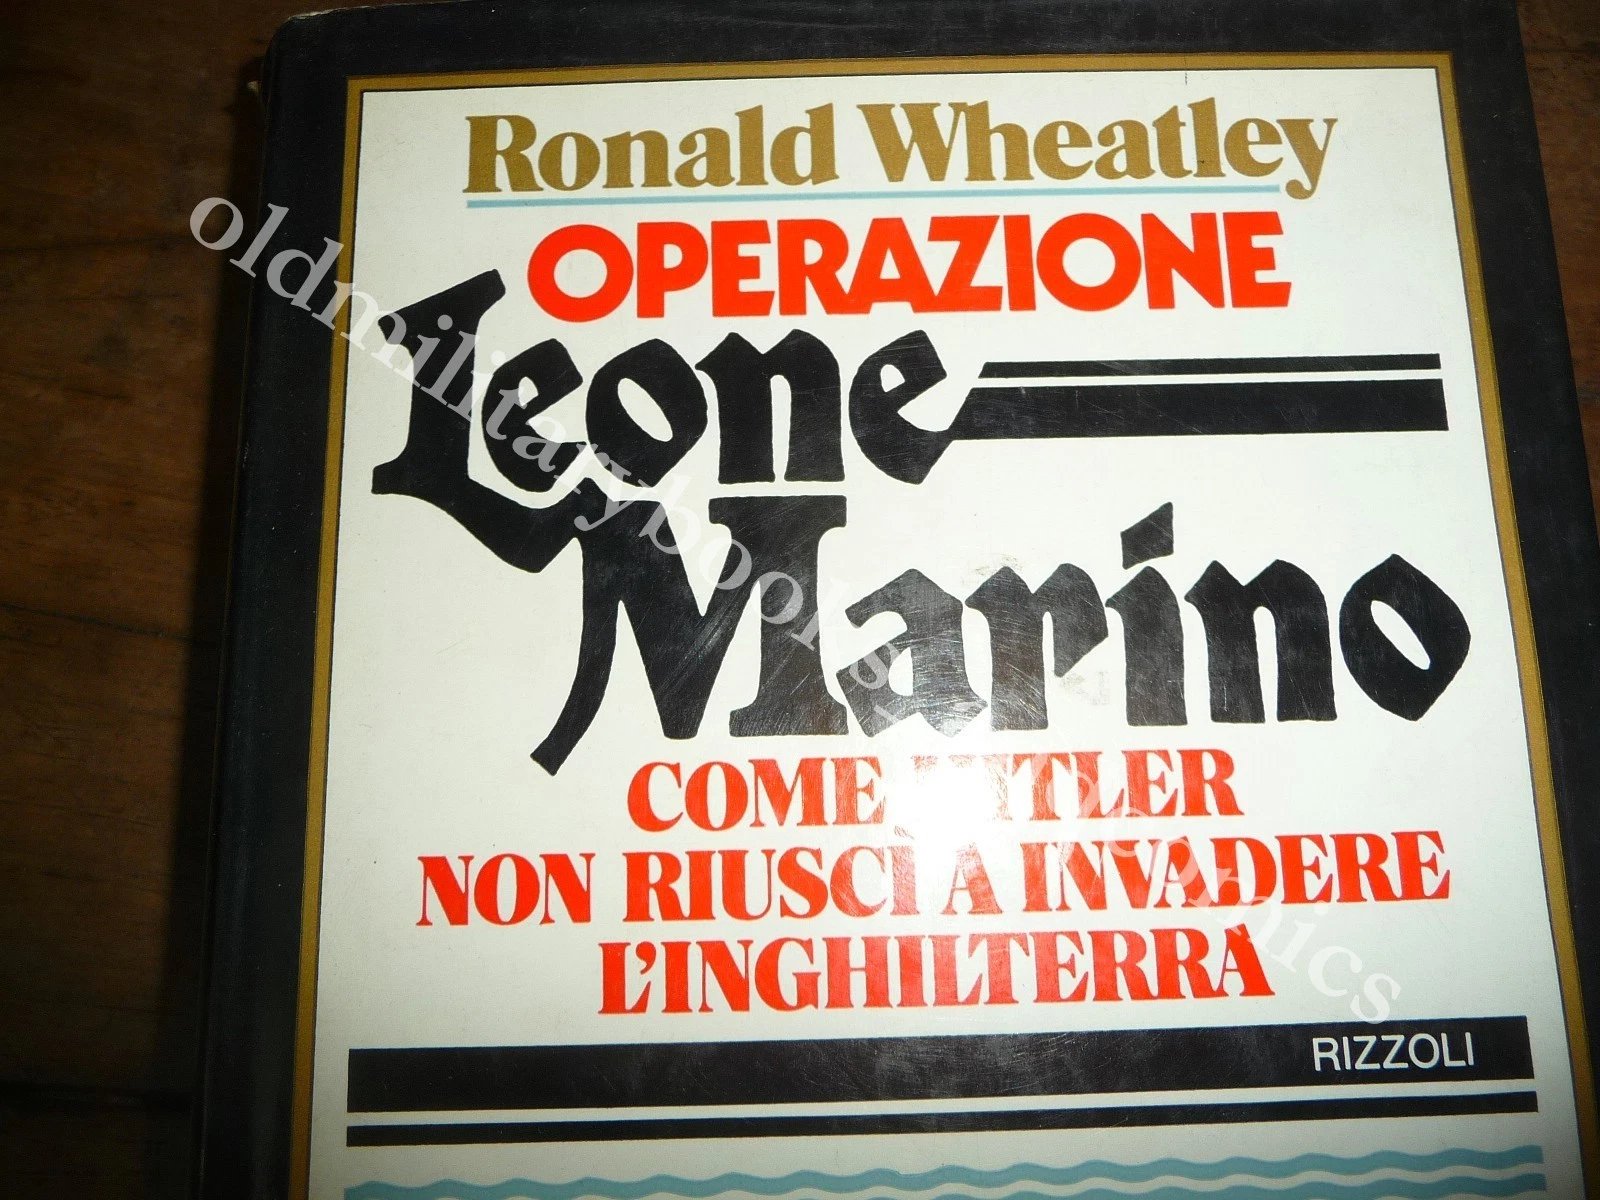 Ronald Wheatley
OPERAZIONE
Leone
Marino
COME HITLER
NON RIUSCÌ A INVADERE
L'INGHILTERRA
RIZZOLI